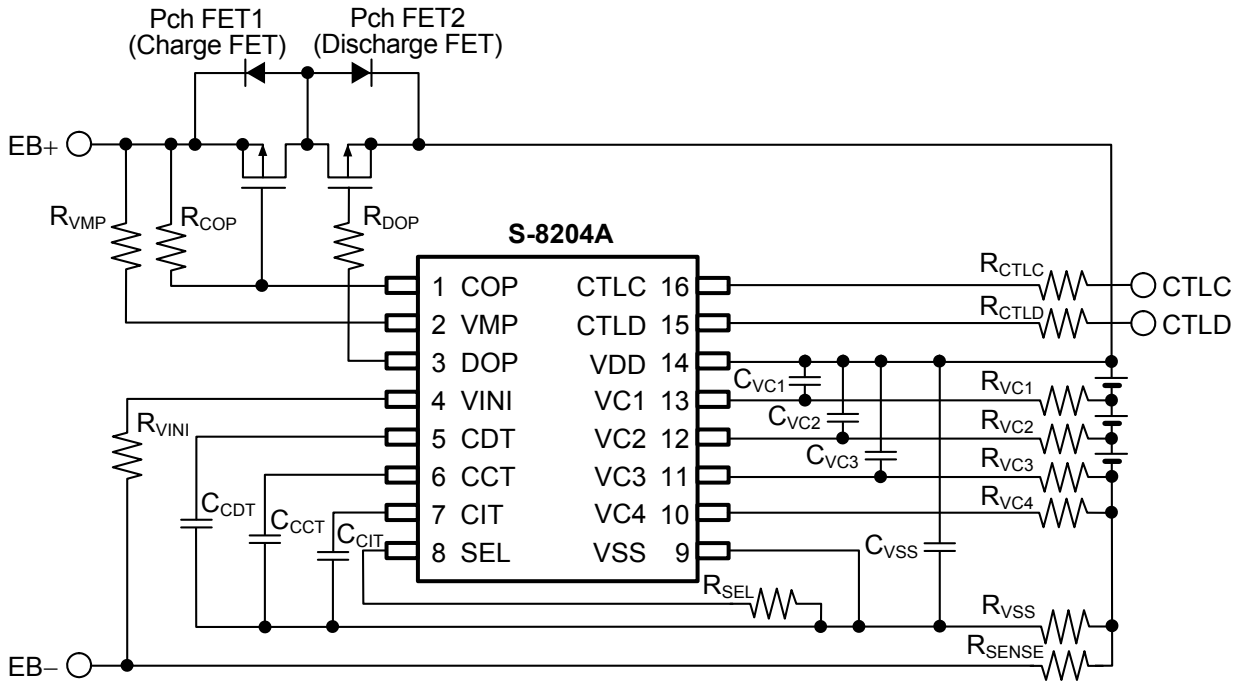 Pch FET1
(Charge FET)
Pch FET2
(Discharge FET)
EB+
RVMP
RCOP
RDOP
S-8204A
1 COP
CTLC 16
RCTLC
CTLC
2 VMP
CTLD 15
RCTLD
CTLD
3 DOP
VDD 14
4 VINI
VC1 13
CVC1
RVC1
RVINI
5 CDT
VC2 12
CVC2
RVC2
6 CCT
VC3 11
CVC3
RVC3
7 CIT
VC4 10
RVC4
8 SEL
VSS 9
CCDT
CCCT
CCIT
CVSS
RSEL
RVSS
RSENSE
EB−